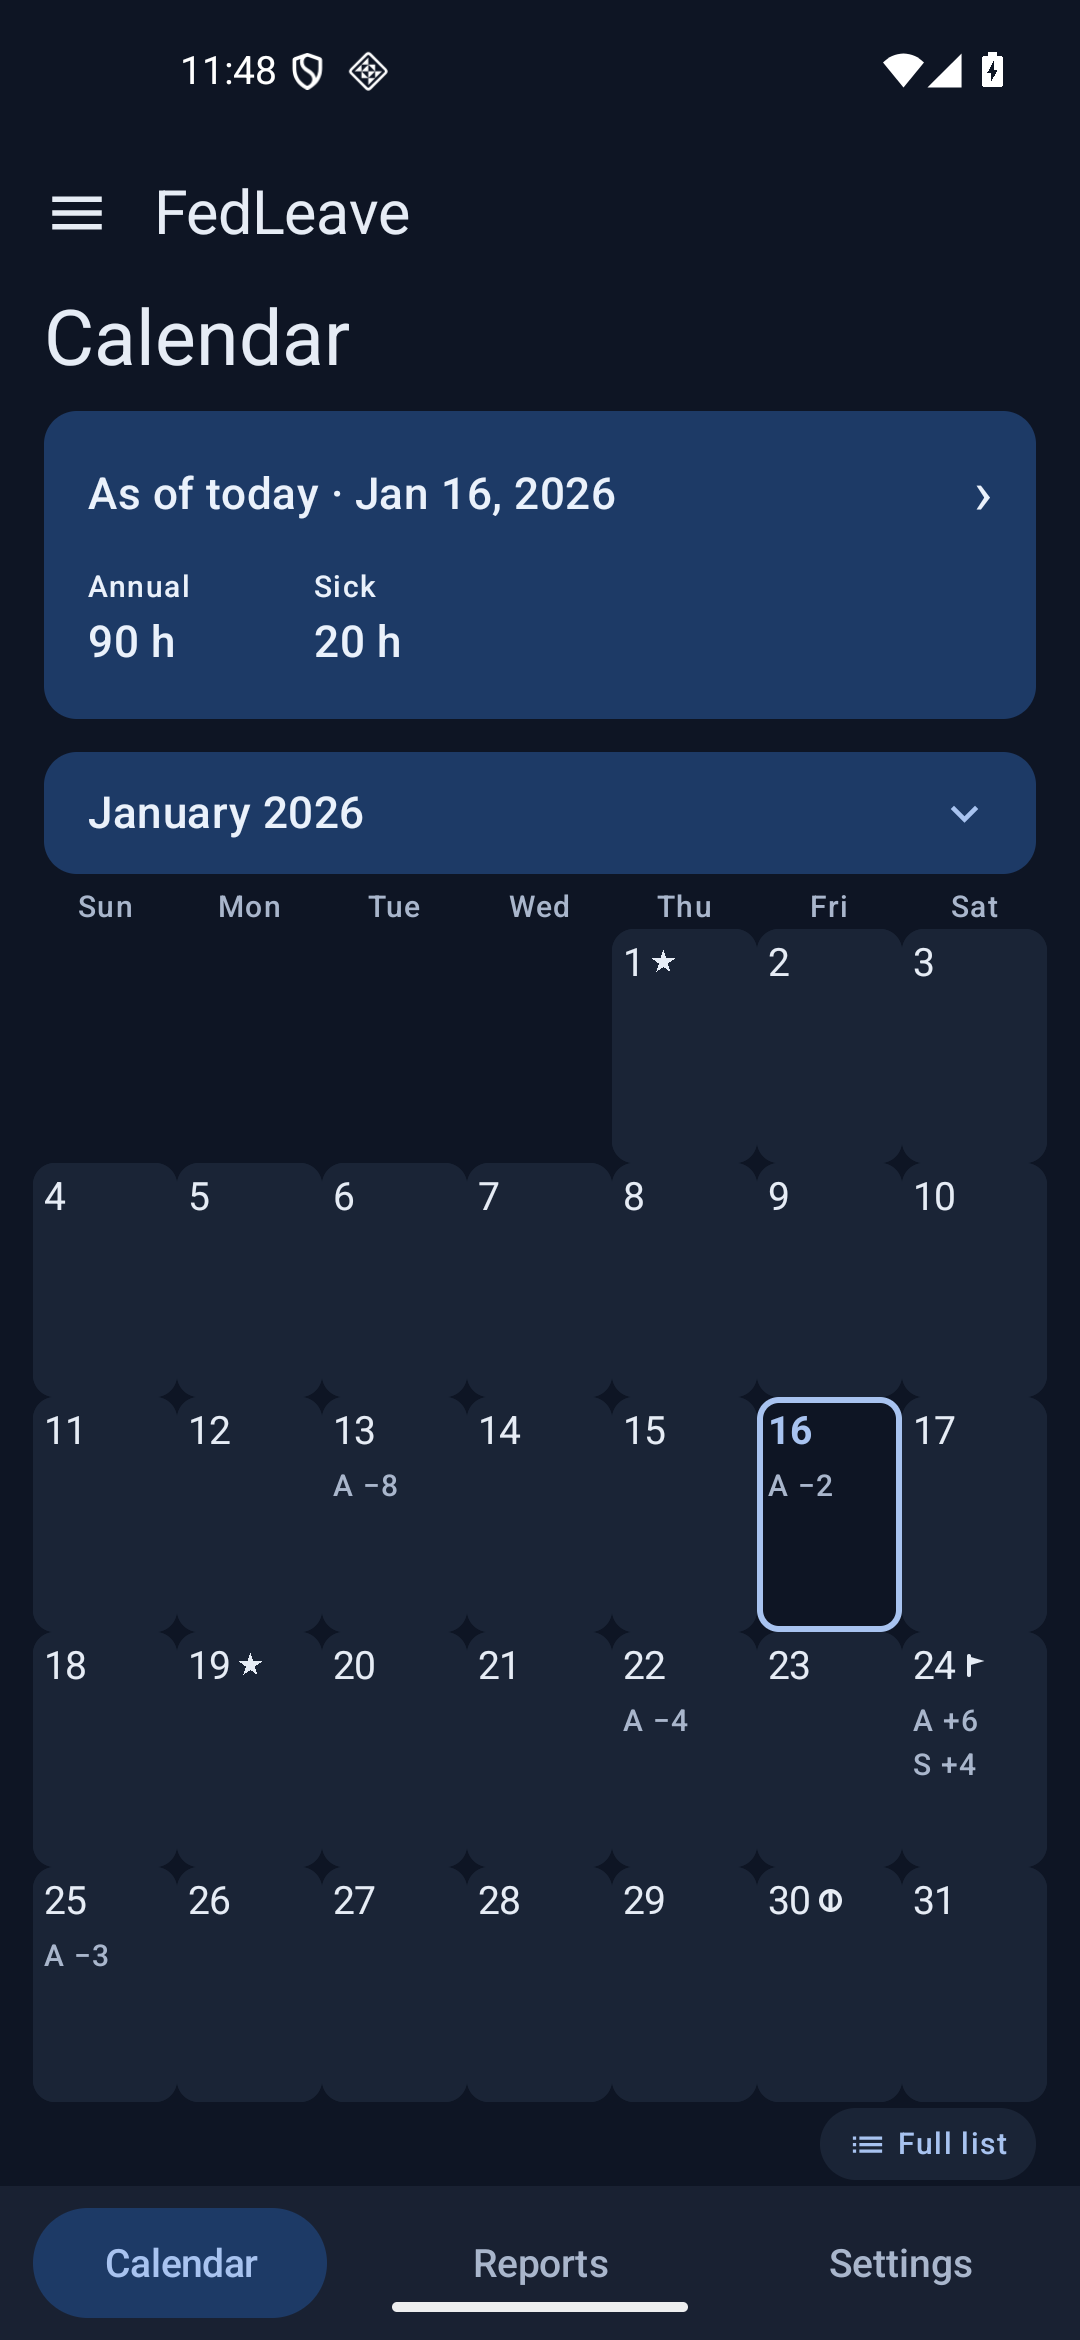 11:48
FedLeave
Calendar
As of today · Jan 16, 2026 ›
Annual Sick
90 h 20 h
January 2026
Sun Mon Tue Wed Thu Fri Sat
1 ★ 2 3
4 5 6 7 8 9 10
11 12 13 14 15 16 17
A −8 A −2
18 19 ★ 20 21 22 23 24
A −4 A +6
S +4
25 26 27 28 29 30 31
A −3
Full list
Calendar Reports Settings